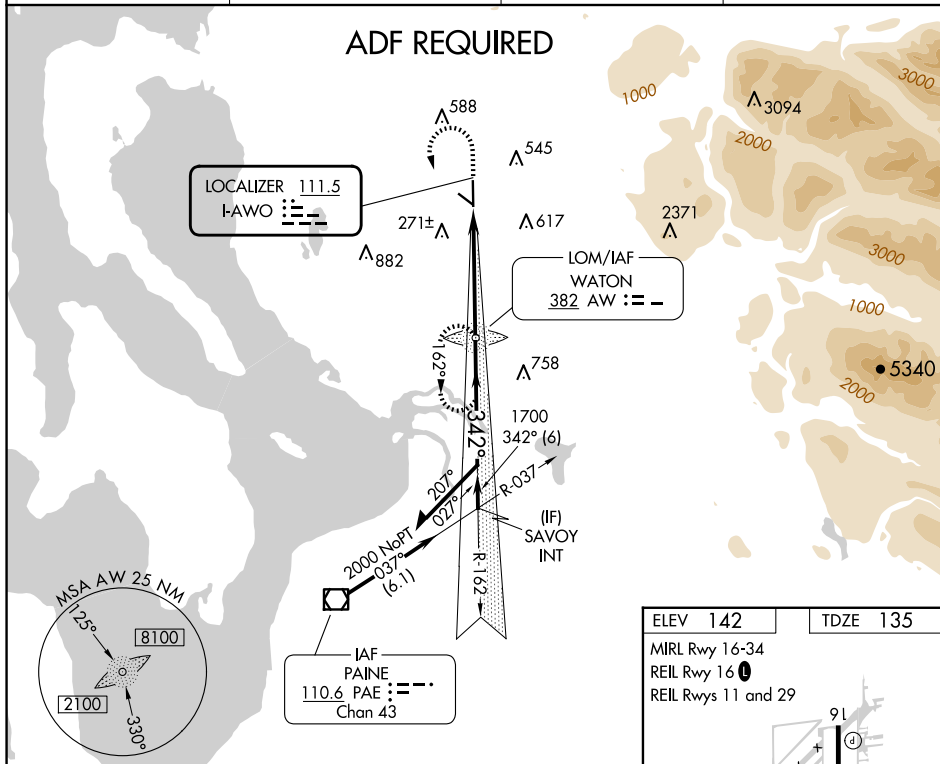 ADF REQUIRED
588
545
3094
1000
2000
3000
LOCALIZER 111.5
I-AWO
271±
617
2371
882
3000
LOM/IAF
WATON
382 AW
1000
5340
2000
162°
758
342°
1700
342° (6)
R-037
207°
027°
(IF)
SAVOY
INT
2000 NoPT
037°
(6.1)
R-162
MSA AW 25 NM
125°
8100
2100
330°
IAF
PAINE
110.6 PAE
Chan 43
ELEV 142
TDZE 135
MIRL Rwy 16-34
REIL Rwy 16 L
REIL Rwys 11 and 29
16
P